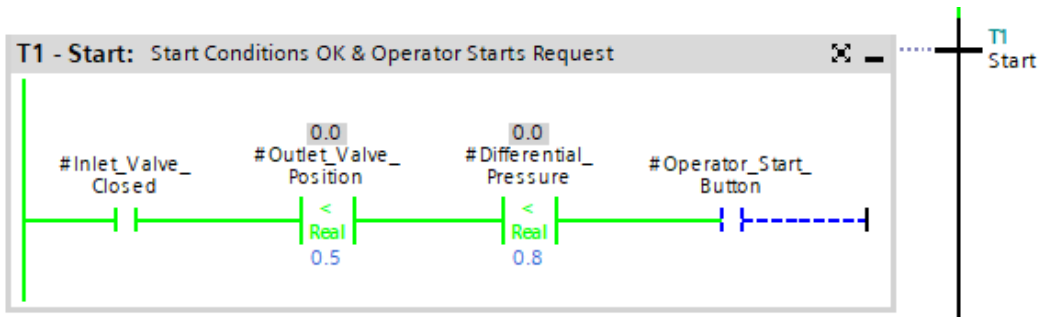 T1 - Start: Start Conditions OK & Operator Starts Request
T1
Start
#Inlet_Valve_
Closed
0.0
#Outlet_Valve_
Position
<
Real
0.5
0.0
#Differential_
Pressure
<
Real
0.8
#Operator_Start_
Button